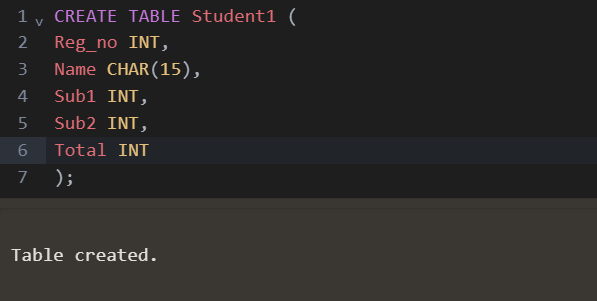 1 v CREATE TABLE Student1 (
2 Reg_no INT,
3 Name CHAR(15),
4 Sub1 INT,
5 Sub2 INT,
6 Total INT
7 );
Table created.